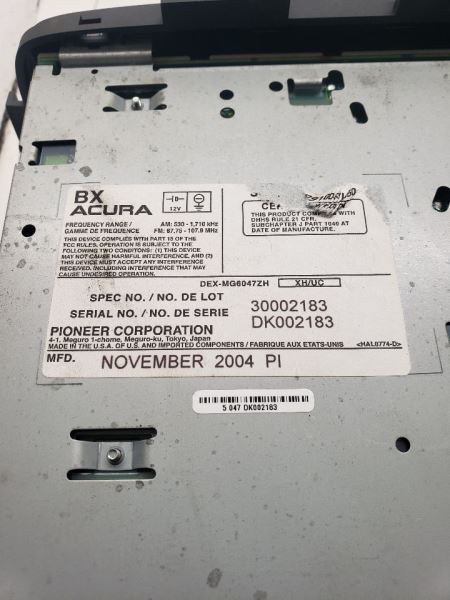 BX
ACURA
12V
FREQUENCY RANGE / AM: 530 - 1,710 kHz
GAMME DE FREQUENCE FM: 87.75 - 107.9 MHz
THIS DEVICE COMPLIES WITH PART 15 OF THE
FCC RULES. OPERATION IS SUBJECT TO THE
FOLLOWING TWO CONDITIONS: (1) THIS DEVICE
MAY NOT CAUSE HARMFUL INTERFERENCE, AND (2)
THIS DEVICE MUST ACCEPT ANY INTERFERENCE
RECEIVED, INCLUDING INTERFERENCE
THAT MAY CAUSE UNDESIRED OPERATION.
THIS PRODUCT COMPLIES WITH
DHHS RULE 21 CFR,
SUBCHAPTER J PART 1040 AT
DATE OF MANUFACTURE.
DEX-MG6047ZH XH/UC
SPEC NO. / NO. DE LOT 30002183
SERIAL NO. / NO. DE SERIE DK002183
PIONEER CORPORATION
4-1, Meguro 1-chome, Meguro-ku, Tokyo, Japan
MADE IN THE U.S.A. OF U.S. AND IMPORTED COMPONENTS / FABRIQUE AUX ETATS-UNIS <HAL0774-D>
MFD. NOVEMBER 2004 PI
5 047 DK002183